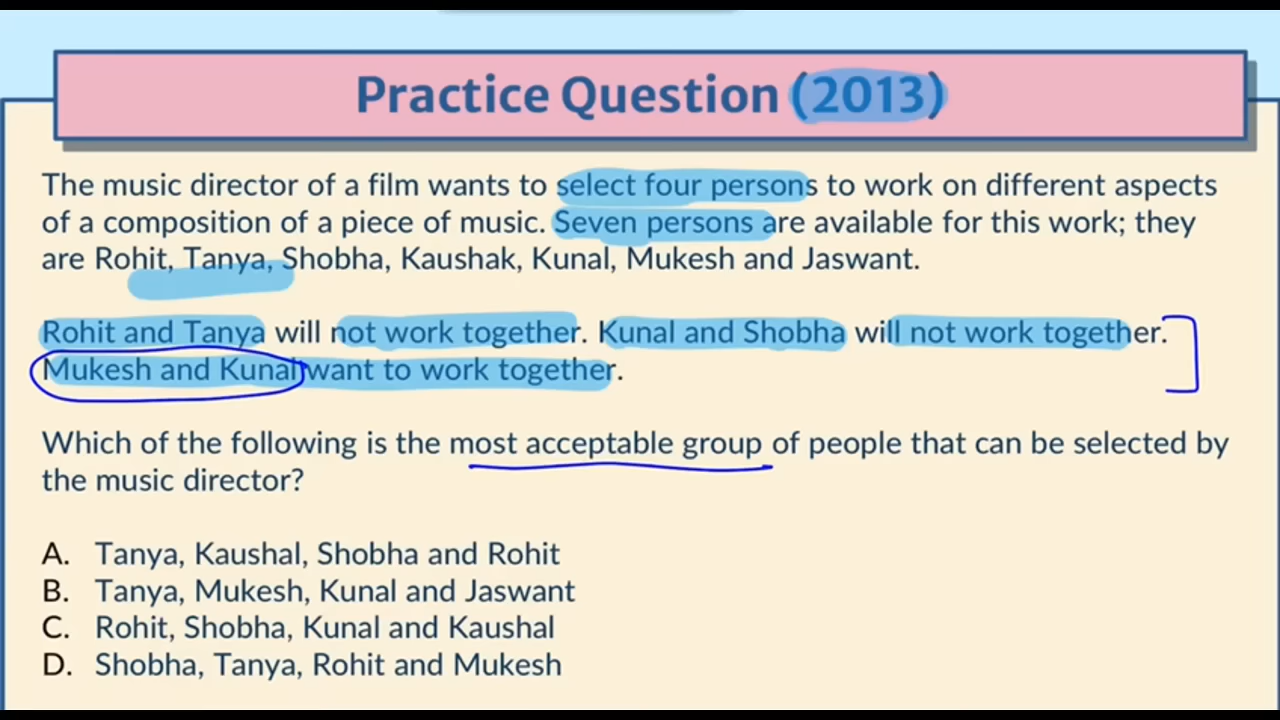 Practice Question (2013)
The music director of a film wants to select four persons to work on different aspects
of a composition of a piece of music. Seven persons are available for this work; they
are Rohit, Tanya, Shobha, Kaushak, Kunal, Mukesh and Jaswant.
Rohit and Tanya will not work together. Kunal and Shobha will not work together.
Mukesh and Kunal want to work together.
Which of the following is the most acceptable group of people that can be selected by
the music director?
A. Tanya, Kaushal, Shobha and Rohit
B. Tanya, Mukesh, Kunal and Jaswant
C. Rohit, Shobha, Kunal and Kaushal
D. Shobha, Tanya, Rohit and Mukesh